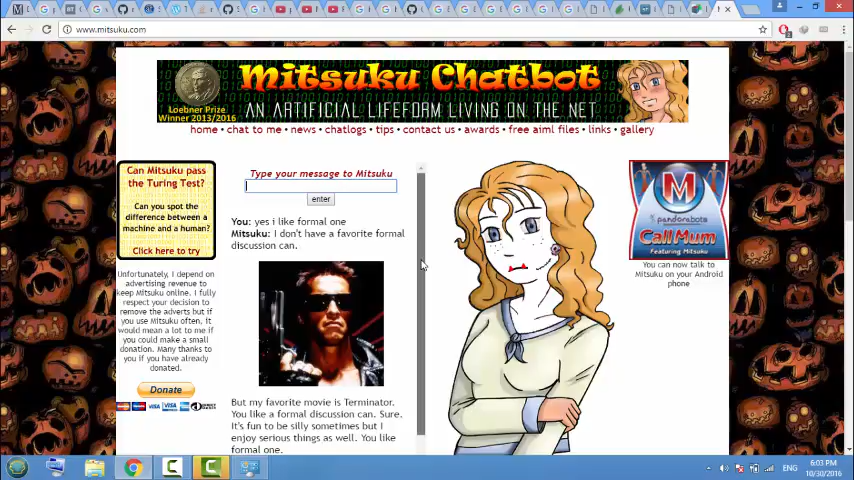 www.mitsuku.com
Mitsuku Chatbot
Loebner Prize
Winner 2013/2016
AN ARTIFICIAL LIFEFORM LIVING ON THE NET
home • chat to me • news • chatlogs • tips • contact us • awards • free aiml files • links • gallery
Can Mitsuku pass
the Turing Test?
Can you spot the
difference between a
machine and a human?
Click here to try
Unfortunately, I depend on
advertising revenue to
keep Mitsuku online. I fully
respect your decision to
remove the adverts but if
you use Mitsuku often, it
would mean a lot to me if
you could make a small
donation. Many thanks to
you if you have already
donated.
Donate
VISA
Type your message to Mitsuku
enter
You: yes i like formal one
Mitsuku: I don't have a favorite formal
discussion can.
But my favorite movie is Terminator.
You like a formal discussion can. Sure.
It's fun to be silly sometimes but I
enjoy serious things as well. You like
formal one.
M
pandorabots
CallMum
Featuring Mitsuku
You can now talk to
Mitsuku on your Android
phone
ENG
6:03 PM
10/30/2016